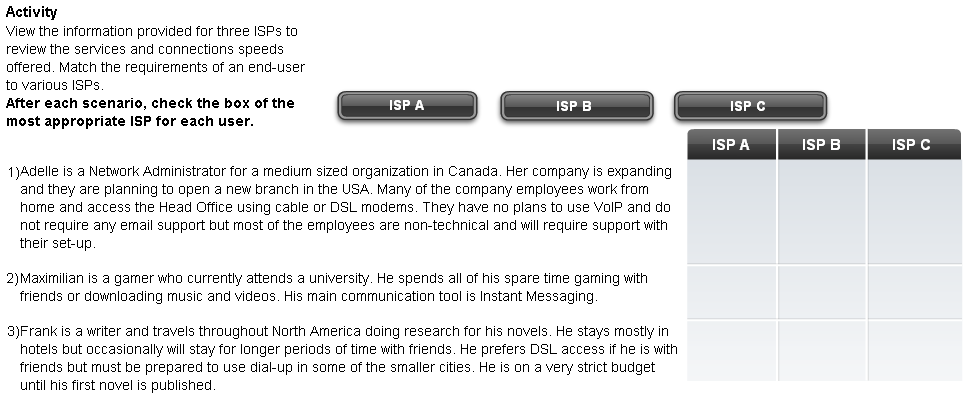 Activity
View the information provided for three ISPs to
review the services and connections speeds
offered. Match the requirements of an end-user
to various ISPs.
After each scenario, check the box of the
most appropriate ISP for each user.
ISP A
ISP B
ISP C
ISP A
ISP B
ISP C
1)Adelle is a Network Administrator for a medium sized organization in Canada. Her company is expanding
and they are planning to open a new branch in the USA. Many of the company employees work from
home and access the Head Office using cable or DSL modems. They have no plans to use VoIP and do
not require any email support but most of the employees are non-technical and will require support with
their set-up.
2)Maximilian is a gamer who currently attends a university. He spends all of his spare time gaming with
friends or downloading music and videos. His main communication tool is Instant Messaging.
3)Frank is a writer and travels throughout North America doing research for his novels. He stays mostly in
hotels but occasionally will stay for longer periods of time with friends. He prefers DSL access if he is with
friends but must be prepared to use dial-up in some of the smaller cities. He is on a very strict budget
until his first novel is published.